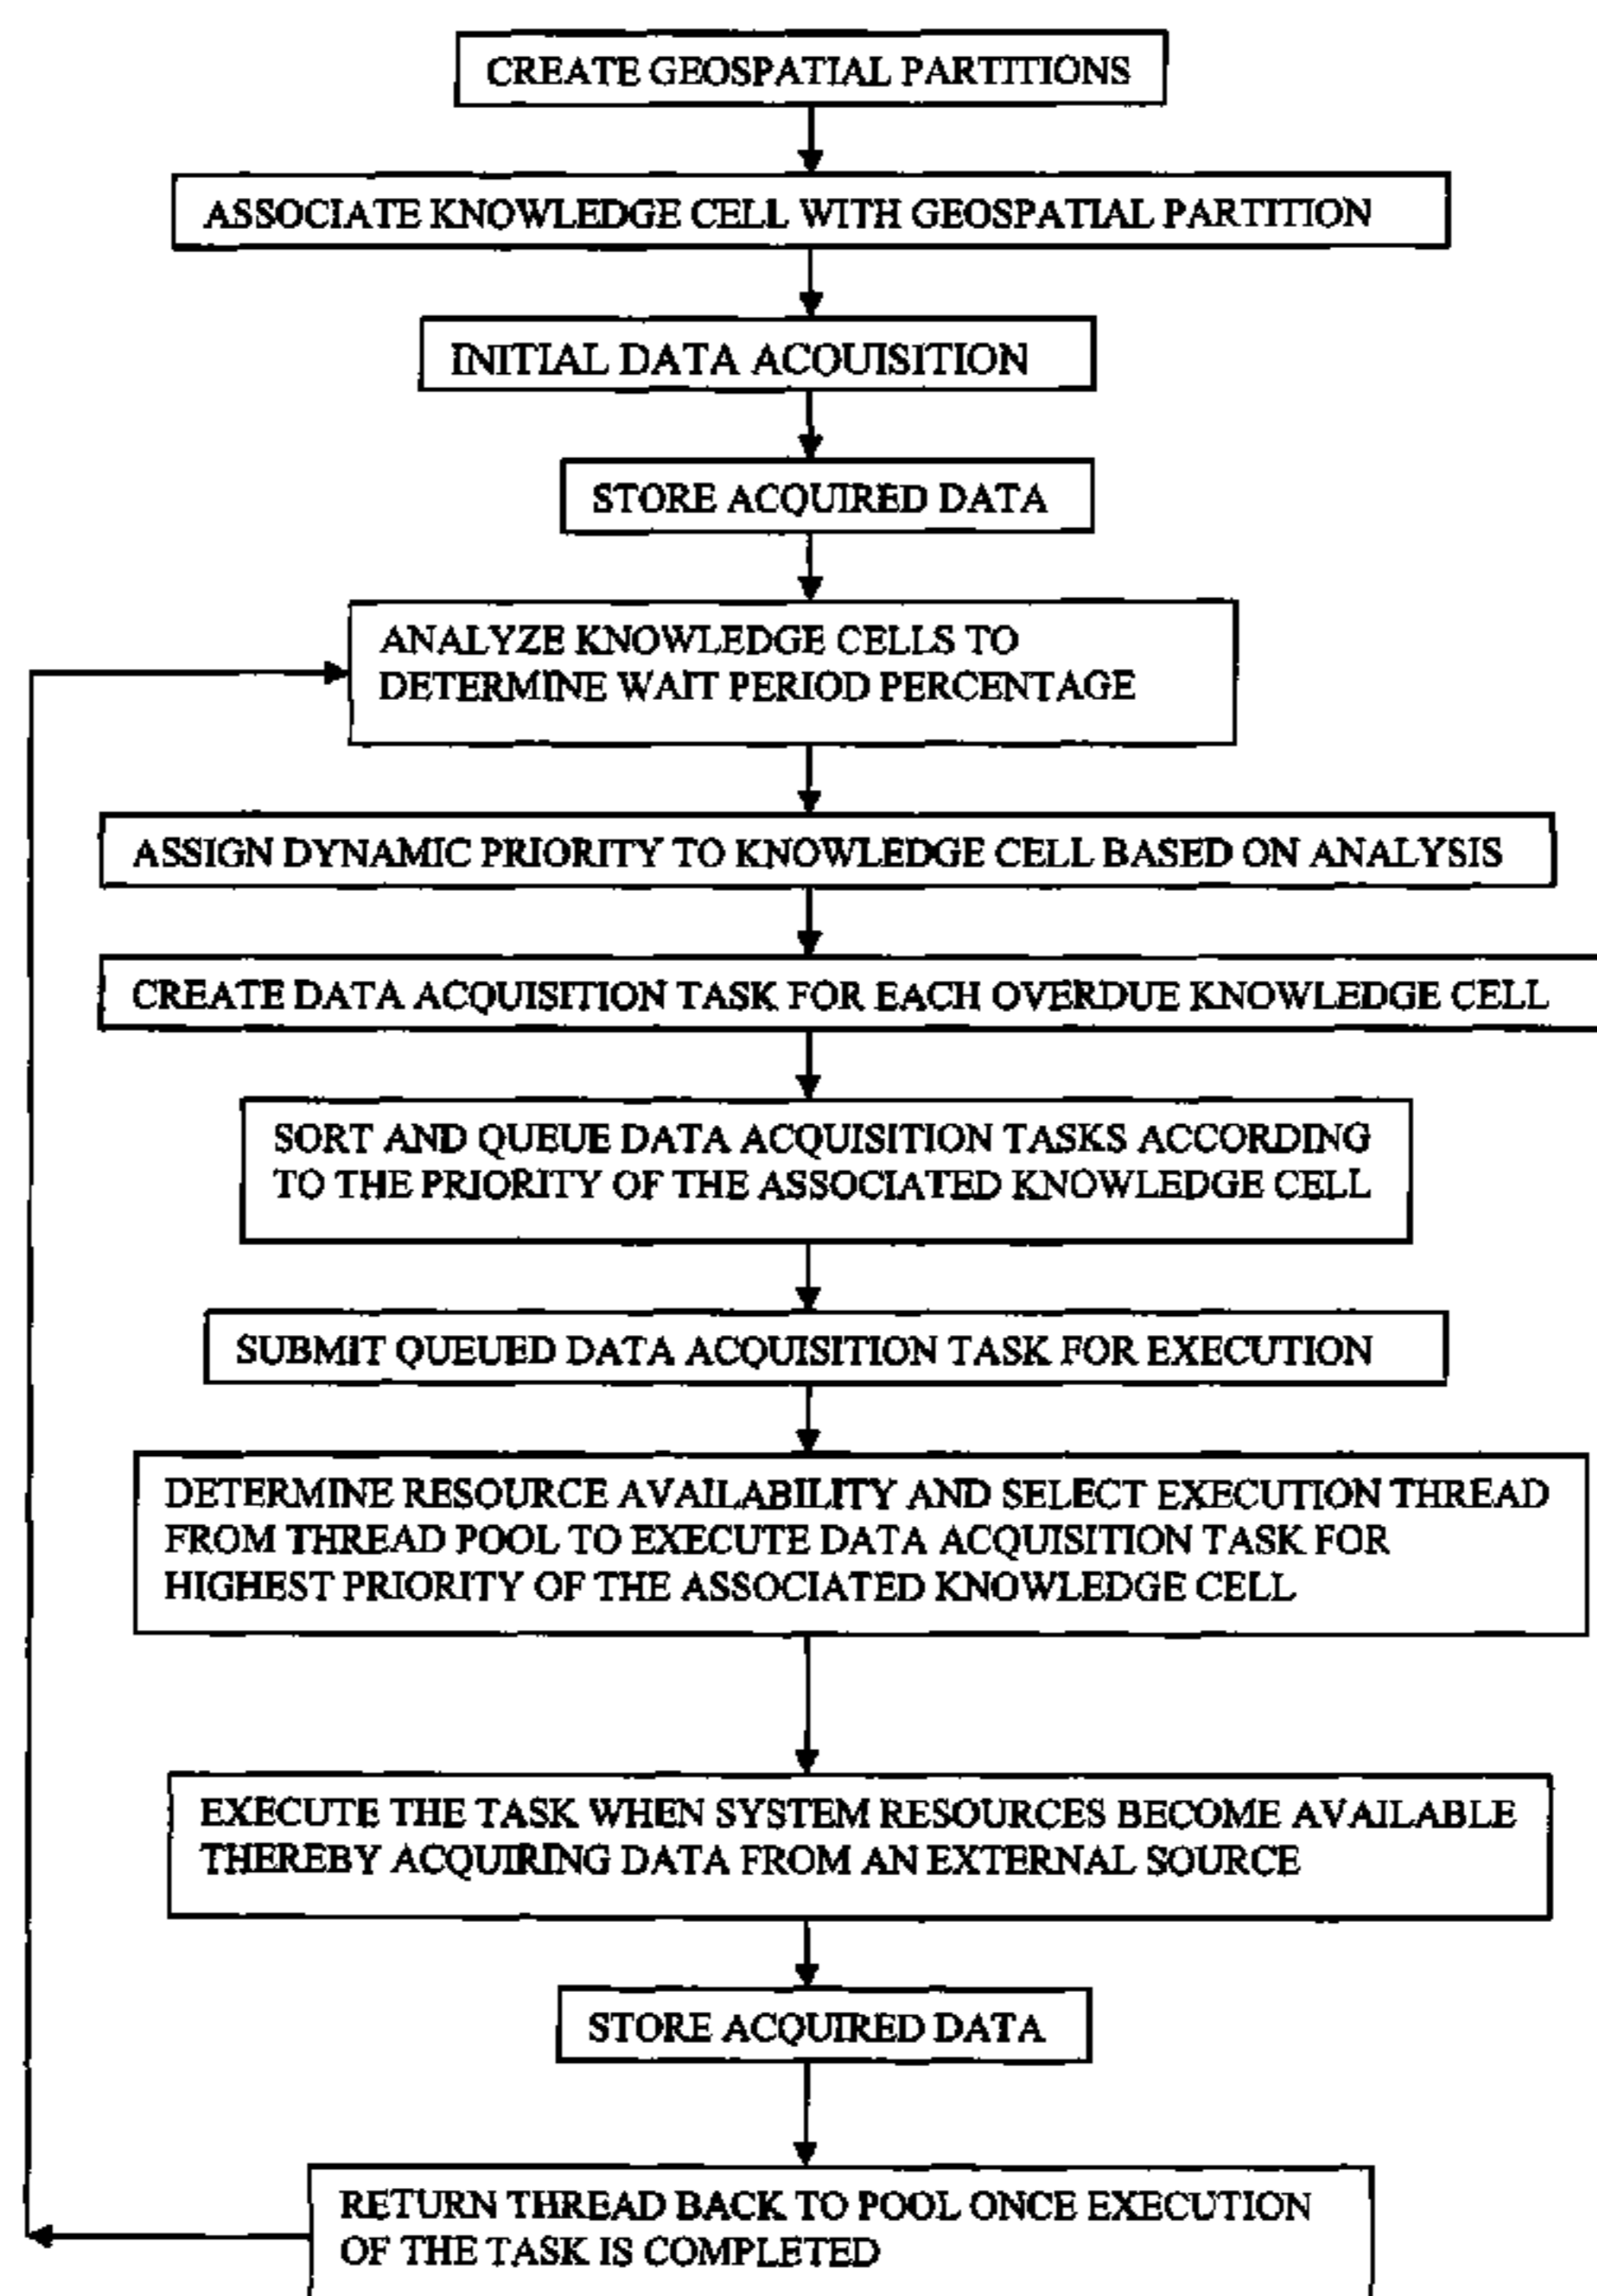 CREATE GEOSPATIAL PARTITIONS
ASSOCIATE KNOWLEDGE CELL WITH GEOSPATIAL PARTITION
INITIAL DATA ACQUISITION
STORE ACQUIRED DATA
ANALYZE KNOWLEDGE CELLS TO
DETERMINE WAIT PERIOD PERCENTAGE
ASSIGN DYNAMIC PRIORITY TO KNOWLEDGE CELL BASED ON ANALYSIS
CREATE DATA ACQUISITION TASK FOR EACH OVERDUE KNOWLEDGE CELL
SORT AND QUEUE DATA ACQUISITION TASKS ACCORDING
TO THE PRIORITY OF THE ASSOCIATED KNOWLEDGE CELL
SUBMIT QUEUED DATA ACQUISITION TASK FOR EXECUTION
DETERMINE RESOURCE AVAILABILITY AND SELECT EXECUTION THREAD
FROM THREAD POOL TO EXECUTE DATA ACQUISITION TASK FOR
HIGHEST PRIORITY OF THE ASSOCIATED KNOWLEDGE CELL
EXECUTE THE TASK WHEN SYSTEM RESOURCES BECOME AVAILABLE
THEREBY ACQUIRING DATA FROM AN EXTERNAL SOURCE
STORE ACQUIRED DATA
RETURN THREAD BACK TO POOL ONCE EXECUTION
OF THE TASK IS COMPLETED